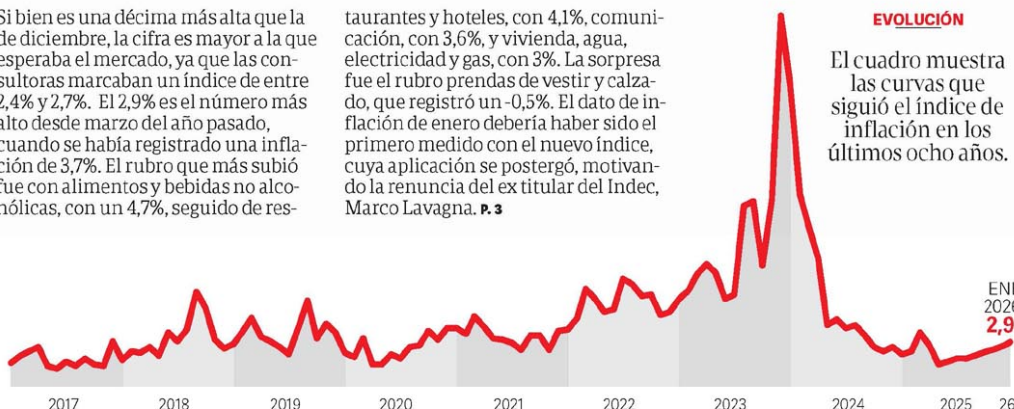 Si bien es una décima más alta que la
de diciembre, la cifra es mayor a la que
esperaba el mercado, ya que las con-
sultoras marcaban un índice de entre
2,4% y 2,7%. El 2,9% es el número más
alto desde marzo del año pasado,
cuando se había registrado una infla-
ción de 3,7%. El rubro que más subió
fue con alimentos y bebidas no alco-
hólicas, con un 4,7%, seguido de res-
taurantes y hoteles, con 4,1%, comuni-
cación, con 3,6%, y vivienda, agua,
electricidad y gas, con 3%. La sorpresa
fue el rubro prendas de vestir y calza-
do, que registró un -0,5%. El dato de in-
flación de enero debería haber sido el
primero medido con el nuevo índice,
cuya aplicación se postergó, motivan-
do la renuncia del ex titular del Indec,
Marco Lavagna. P. 3
EVOLUCIÓN
El cuadro muestra
las curvas que
siguió el índice de
inflación en los
últimos ocho años.
ENE
2026
2,9
2017 2018 2019 2020 2021 2022 2023 2024 2025 26